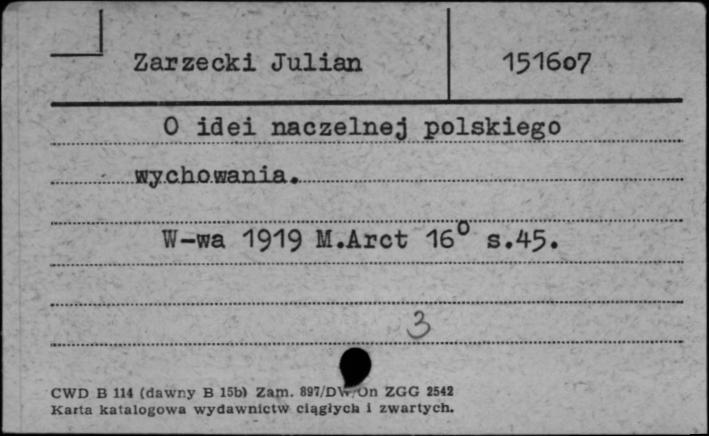 Zarzecki Julian 151607
O idei naczelnej polskiego
wychowania.
W-wa 1919 M.Arct 16° s.45.
3
CWD B 114 (dawny B 15b) Zam. 897/DW/On ZGG 2542
Karta katalogowa wydawnictw ciągłych i zwartych.